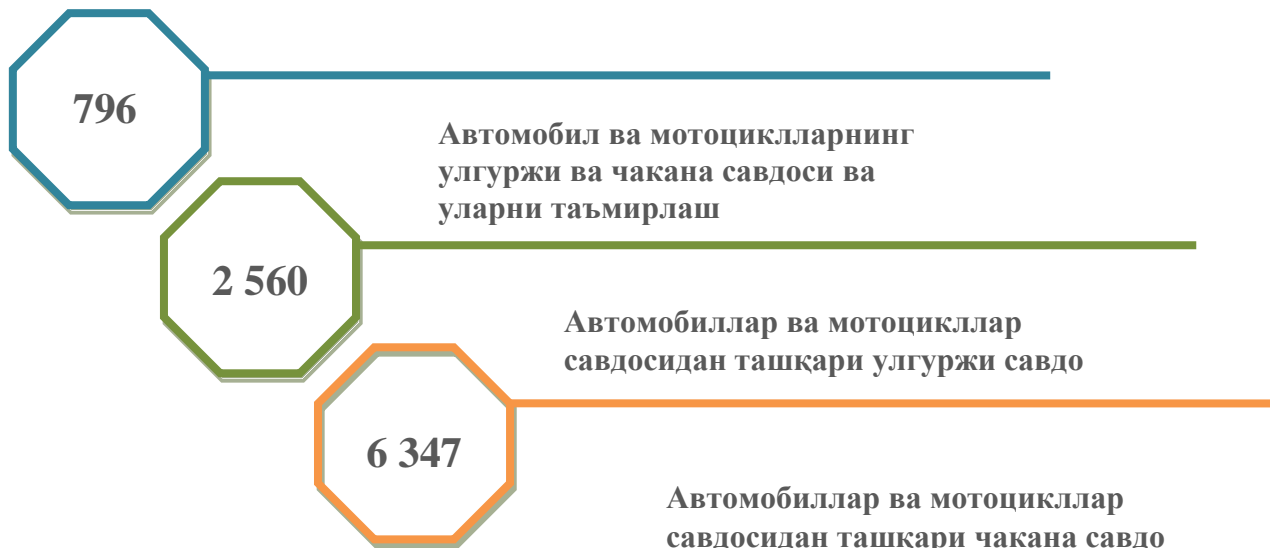 796
Автомобил ва мотоциклларнинг
улгуржи ва чакана савдоси ва
уларни таъмирлаш
2 560
Автомобиллар ва мотоцикллар
савдосидан ташқари улгуржи савдо
6 347
Автомобиллар ва мотоцикллар
савдосидан ташқари чакана савдо